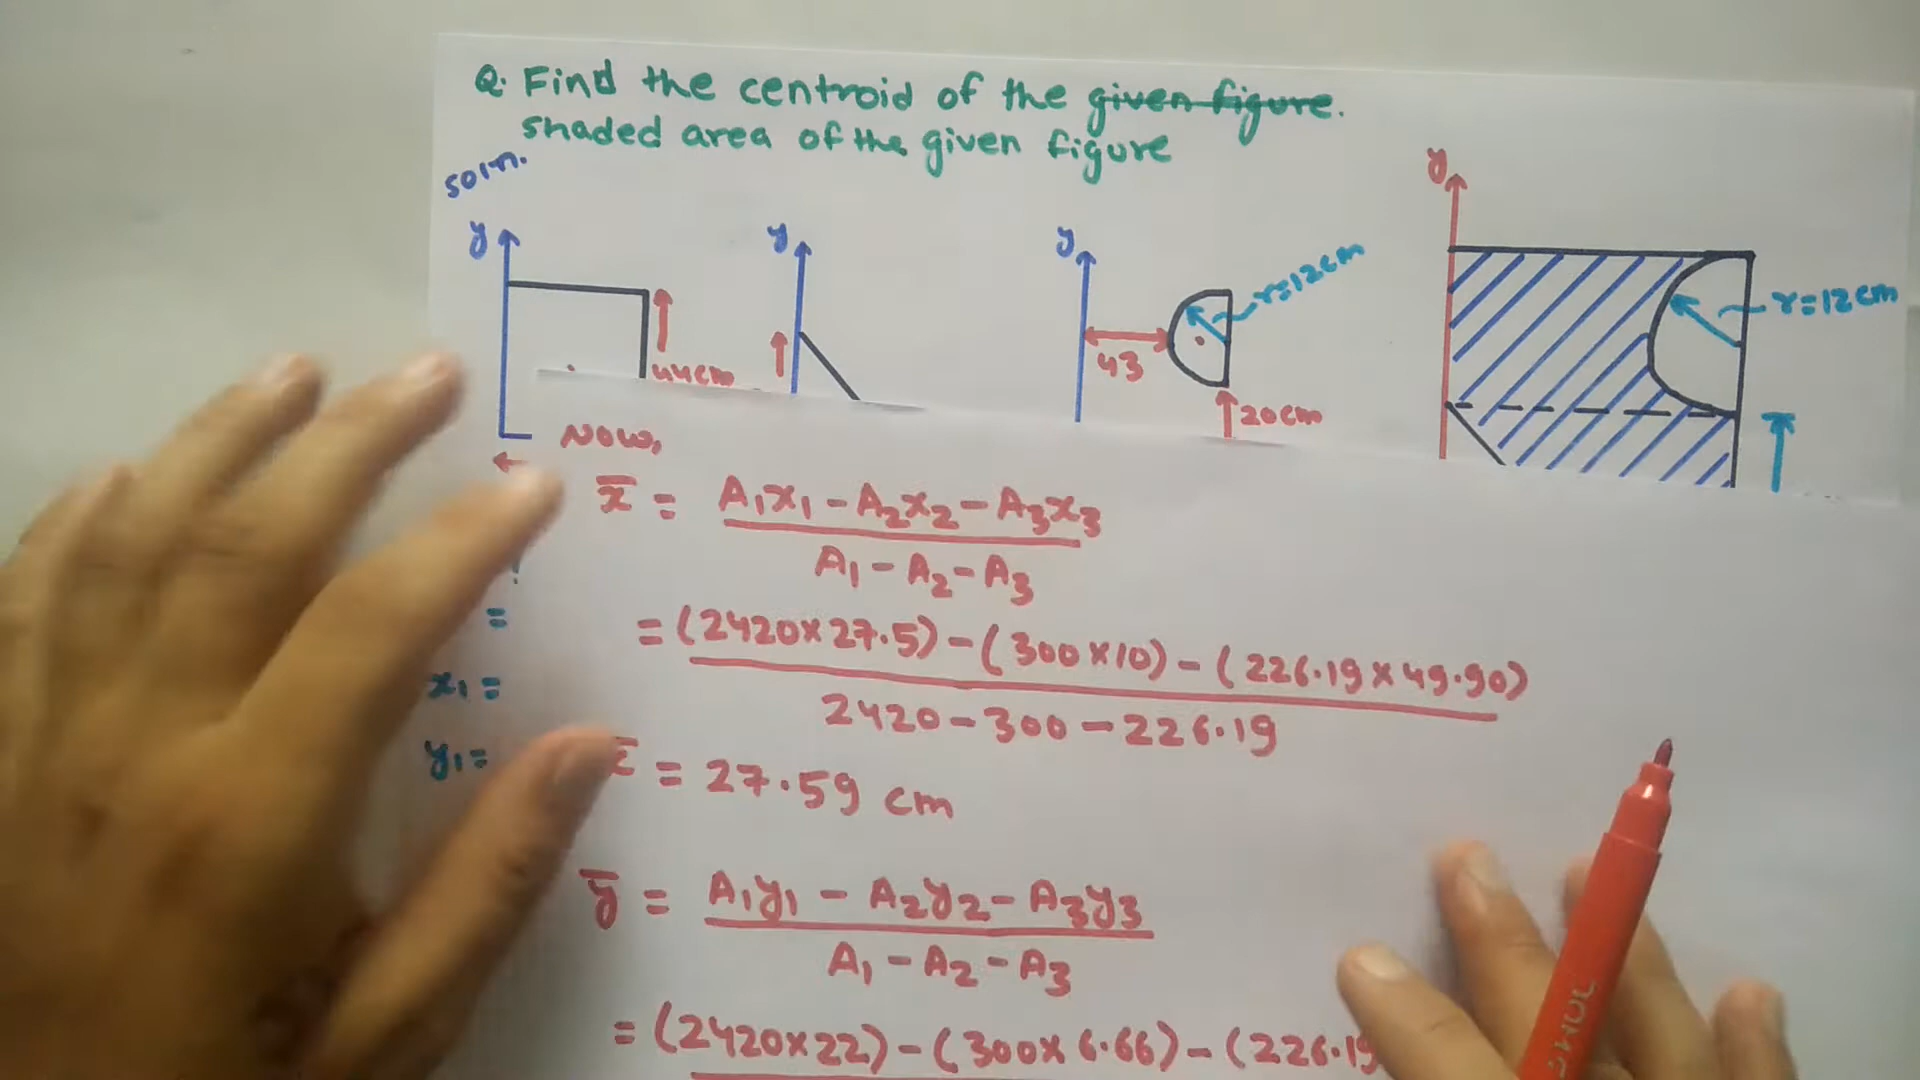 Q. Find the centroid of the given figure.
shaded area of the given figure
soln.
y
44cm
y
y
43
r=12cm
20cm
y
r=12cm
Now,
x̄ = A₁x₁ - A₂x₂ - A₃x₃
A₁ - A₂ - A₃
= (2420×27.5) - (300×10) - (226.19×49.90)
2420 - 300 - 226.19
=
x₁ =
y₁ =
x̄ = 27.59 cm
ȳ = A₁y₁ - A₂y₂ - A₃y₃
A₁ - A₂ - A₃
= (2420×22) - (300×6.66) - (226.19